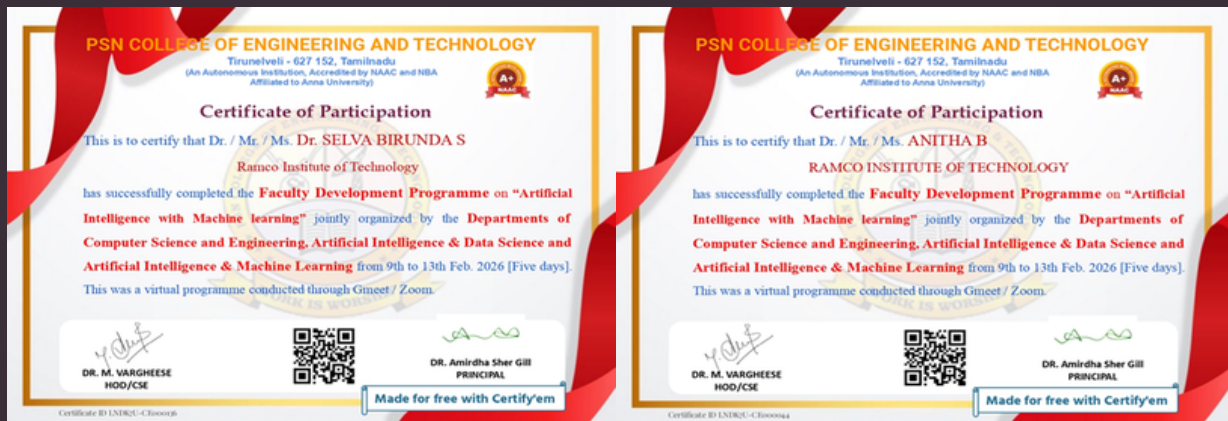 PSN COLLEGE OF ENGINEERING AND TECHNOLOGY
Tirunelveli - 627 152, Tamilnadu
(An Autonomous Institution, Accredited by NAAC and NBA
Affiliated to Anna University)
A+
NAAC
Certificate of Participation
This is to certify that Dr. / Mr. / Ms. Dr. SELVA BIRUNDA S
Ramco Institute of Technology
has successfully completed the Faculty Development Programme on “Artificial
Intelligence with Machine learning” jointly organized by the Departments of
Computer Science and Engineering, Artificial Intelligence & Data Science and
Artificial Intelligence & Machine Learning from 9th to 13th Feb. 2026 [Five days].
This was a virtual programme conducted through Gmeet / Zoom.
WORK IS WORSHIP
DR. M. VARGHEESE
HOD/CSE
DR. Amirdha Sher Gill
PRINCIPAL
Made for free with Certify'em
Certificate ID
PSN COLLEGE OF ENGINEERING AND TECHNOLOGY
Tirunelveli - 627 152, Tamilnadu
(An Autonomous Institution, Accredited by NAAC and NBA
Affiliated to Anna University)
A+
NAAC
Certificate of Participation
This is to certify that Dr. / Mr. / Ms. ANITHA B
RAMCO INSTITUTE OF TECHNOLOGY
has successfully completed the Faculty Development Programme on “Artificial
Intelligence with Machine learning” jointly organized by the Departments of
Computer Science and Engineering, Artificial Intelligence & Data Science and
Artificial Intelligence & Machine Learning from 9th to 13th Feb. 2026 [Five days].
This was a virtual programme conducted through Gmeet / Zoom.
WORK IS WORSHIP
DR. M. VARGHEESE
HOD/CSE
DR. Amirdha Sher Gill
PRINCIPAL
Made for free with Certify'em
Certificate ID